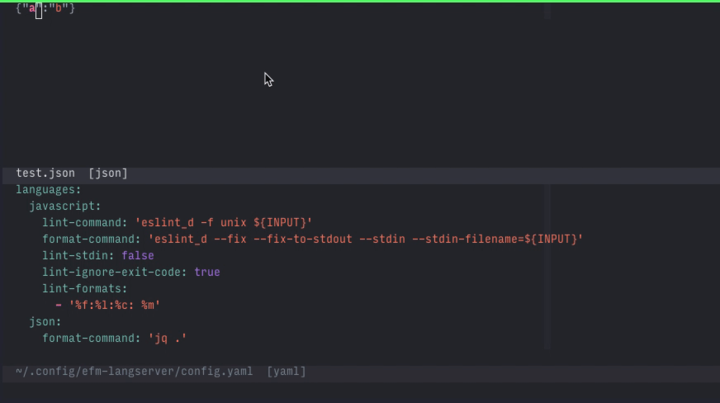 {"a":"b"}
test.json  [json]
languages:
  javascript:
    lint-command: 'eslint_d -f unix ${INPUT}'
    format-command: 'eslint_d --fix --fix-to-stdout --stdin --stdin-filename=${INPUT}'
    lint-stdin: false
    lint-ignore-exit-code: true
    lint-formats:
      - '%f:%l:%c: %m'
  json:
    format-command: 'jq .'
~/.config/efm-langserver/config.yaml  [yaml]